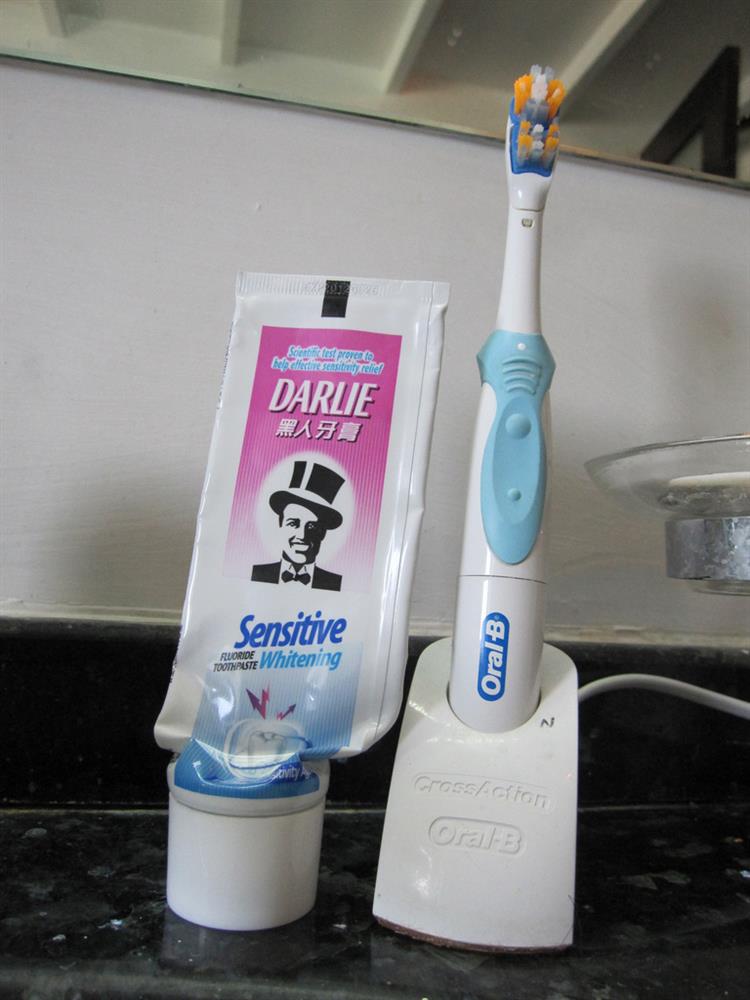 Scientific test proven to
help effective sensitivity relief
DARLIE
黑人牙膏
Sensitive
FLUORIDE
TOOTHPASTE
Whitening
Oral-B
CrossAction
Oral-B